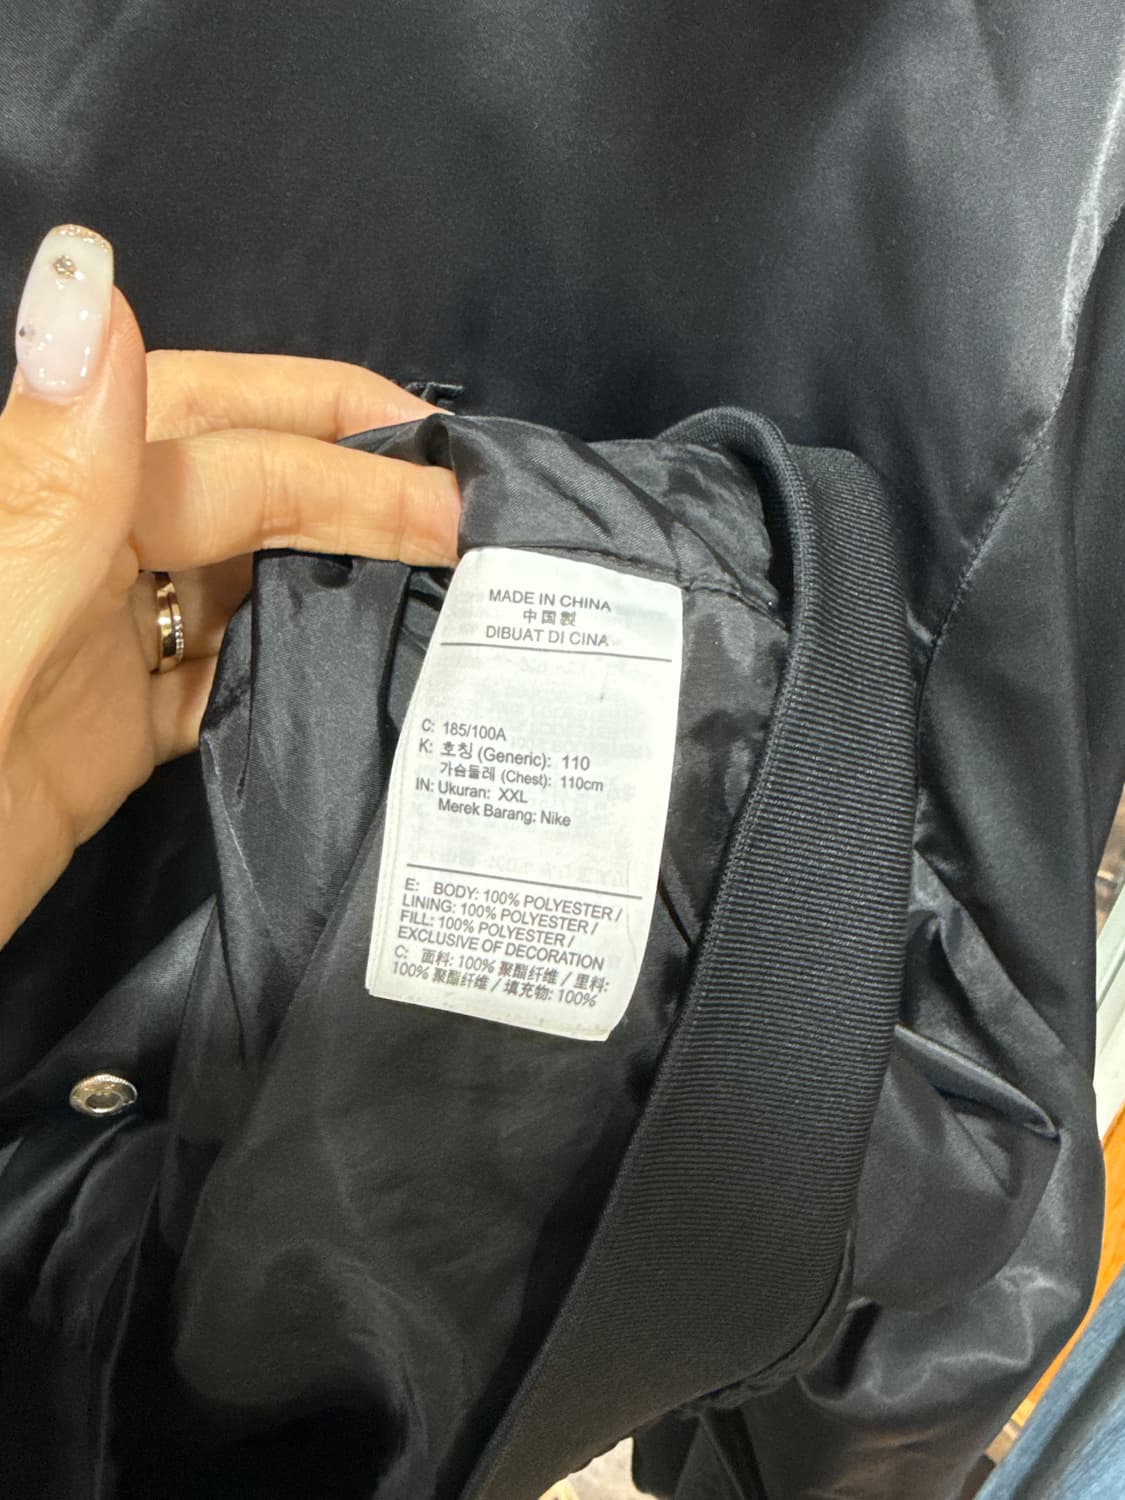 MADE IN CHINA
中国製
DIBUAT DI CINA
C: 185/100A
K: 호칭 (Generic): 110
가슴둘레 (Chest): 110cm
IN: Ukuran: XXL
Merek Barang: Nike
E: BODY: 100% POLYESTER /
LINING: 100% POLYESTER /
FILL: 100% POLYESTER /
EXCLUSIVE OF DECORATION
C: 面料: 100% 聚酯纤维 / 里料:
100% 聚酯纤维 / 填充物: 100%